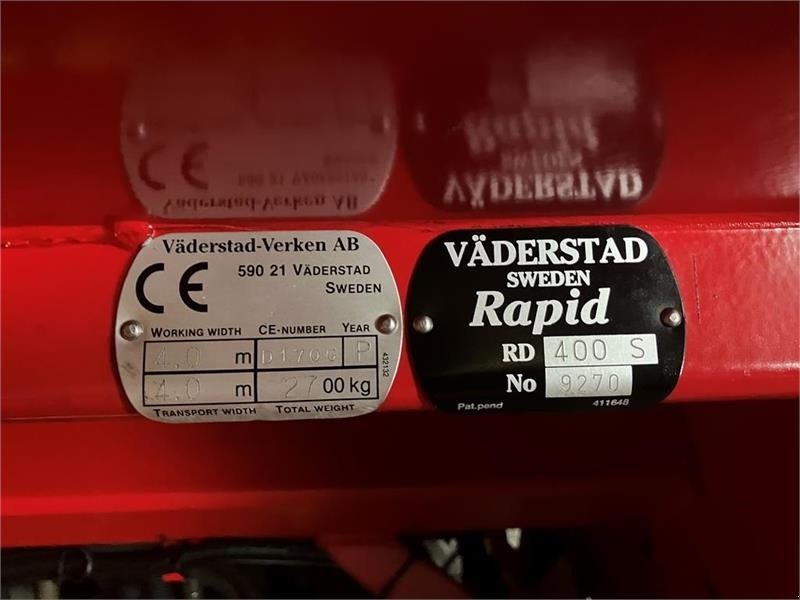 Väderstad-Verken AB
CE
590 21 VÄDERSTAD
SWEDEN
WORKING WIDTH CE-NUMBER YEAR
4.0 m P
4.0 m 2700 kg
TRANSPORT WIDTH TOTAL WEIGHT
432132
VÄDERSTAD
SWEDEN
Rapid
RD 400 S
No 9270
Pat.pend 411648